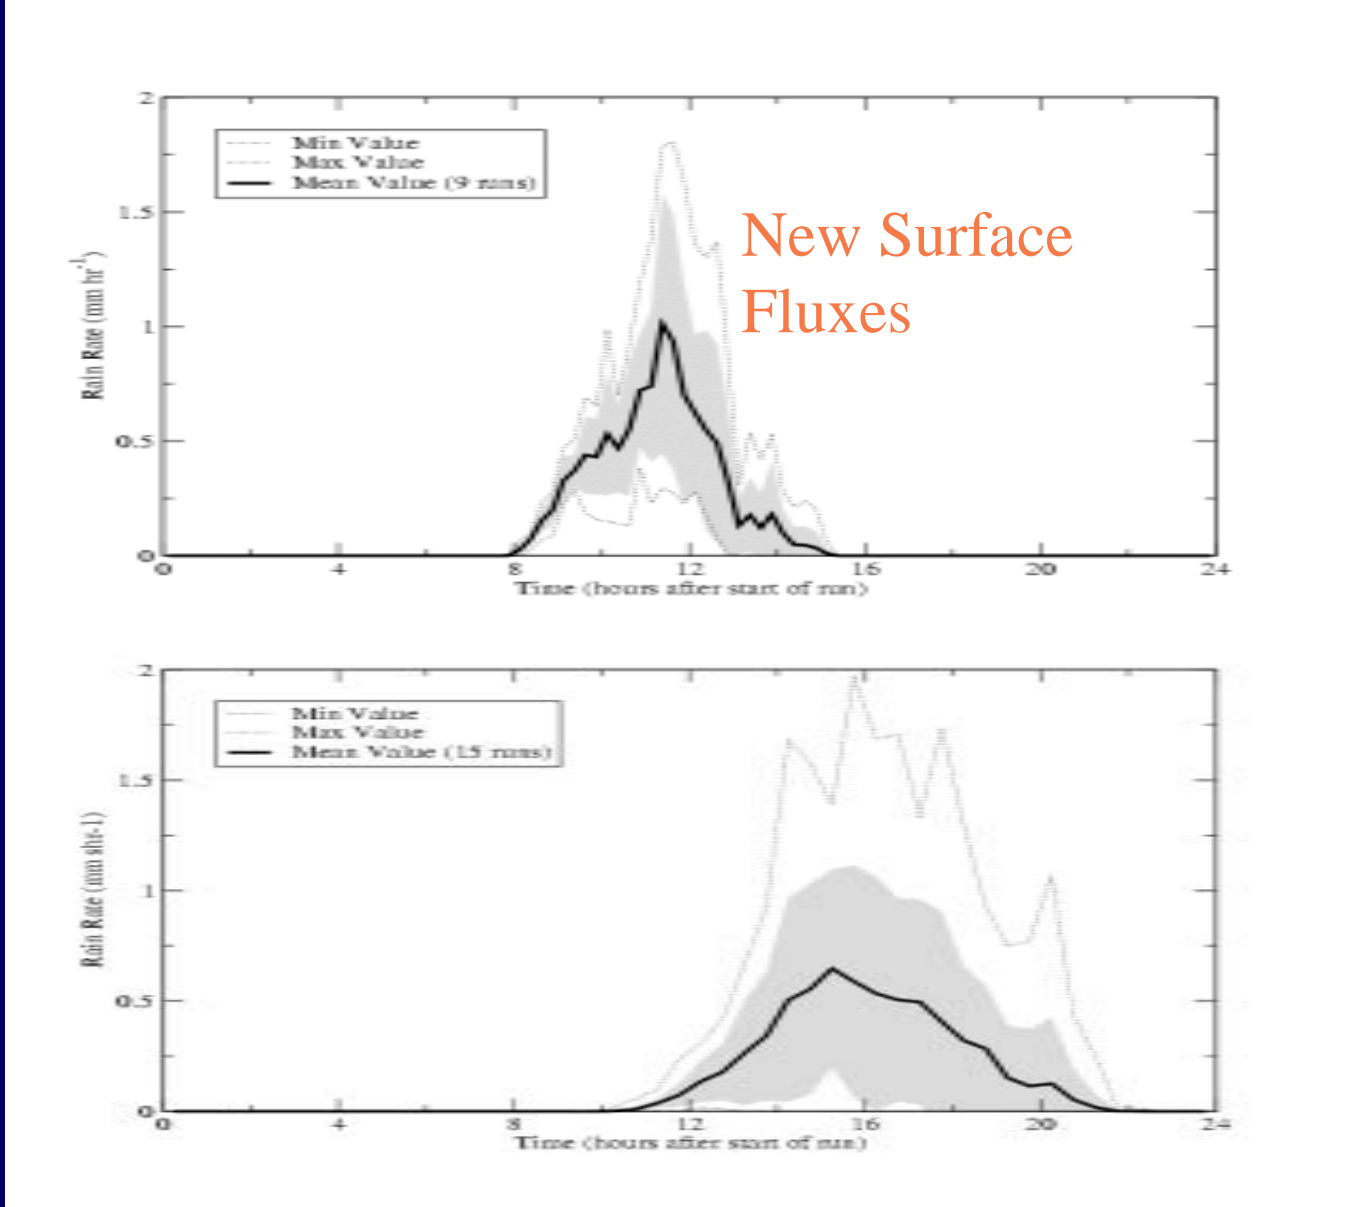 2
Min Value
Max Value
Mean Value (9 runs)
1.5
New Surface
Fluxes
Rain Rate (mm hr-1)
1
0.5
0
0 4 8 12 16 20 24
Time (hours after start of run)
2
Min Value
Max Value
Mean Value (15 runs)
1.5
Rain Rate (mm shr-1)
1
0.5
0
0 4 8 12 16 20 24
Time (hours after start of run)